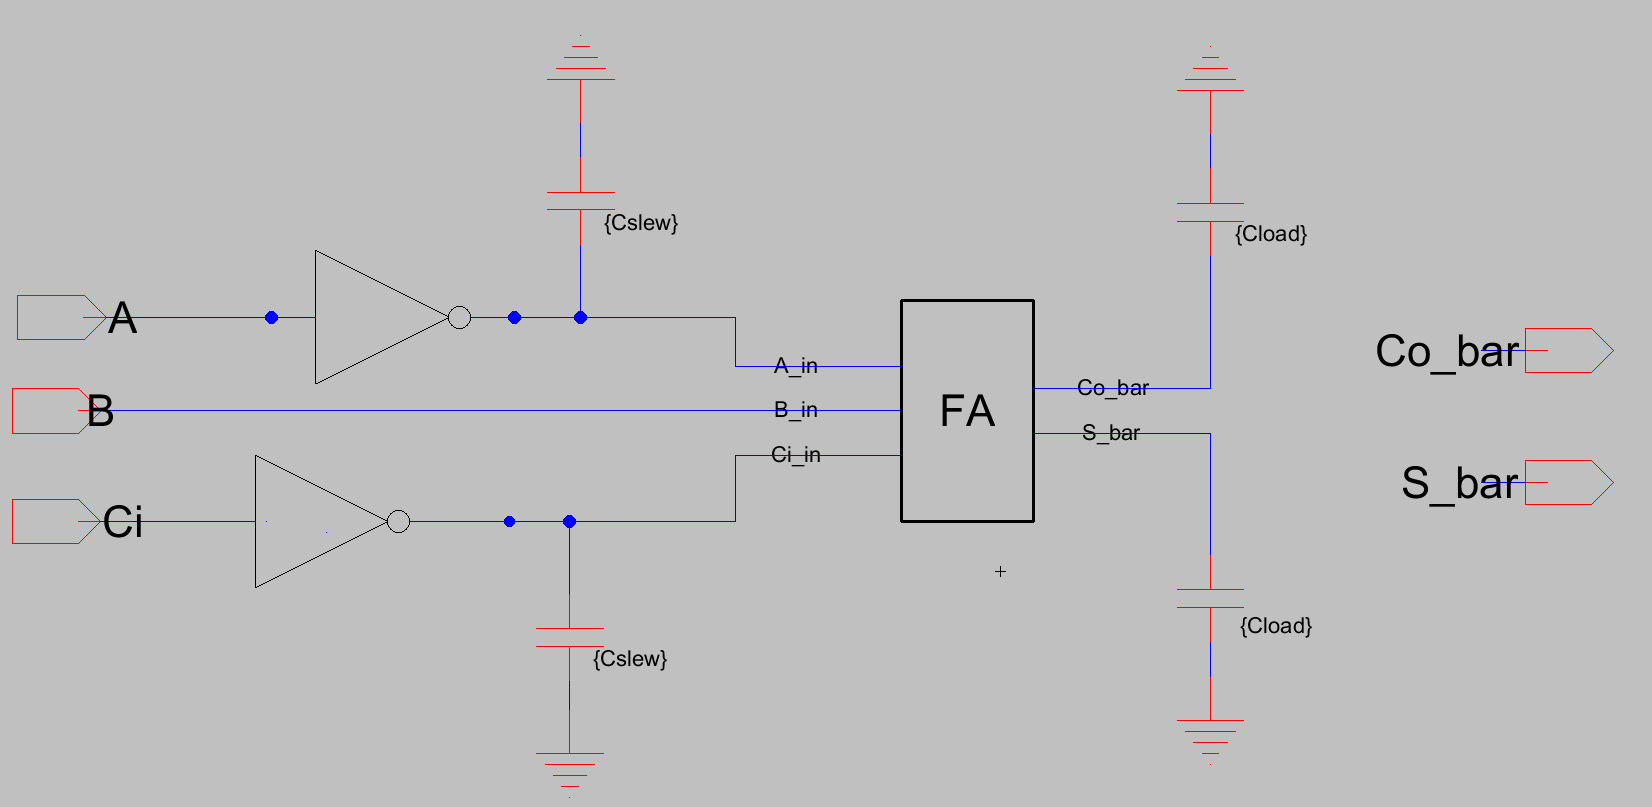 {Cslew}
{Cload}
A
A_in
Co_bar
Co_bar
B
B_in
FA
S_bar
Ci_in
S_bar
Ci
{Cslew}
{Cload}